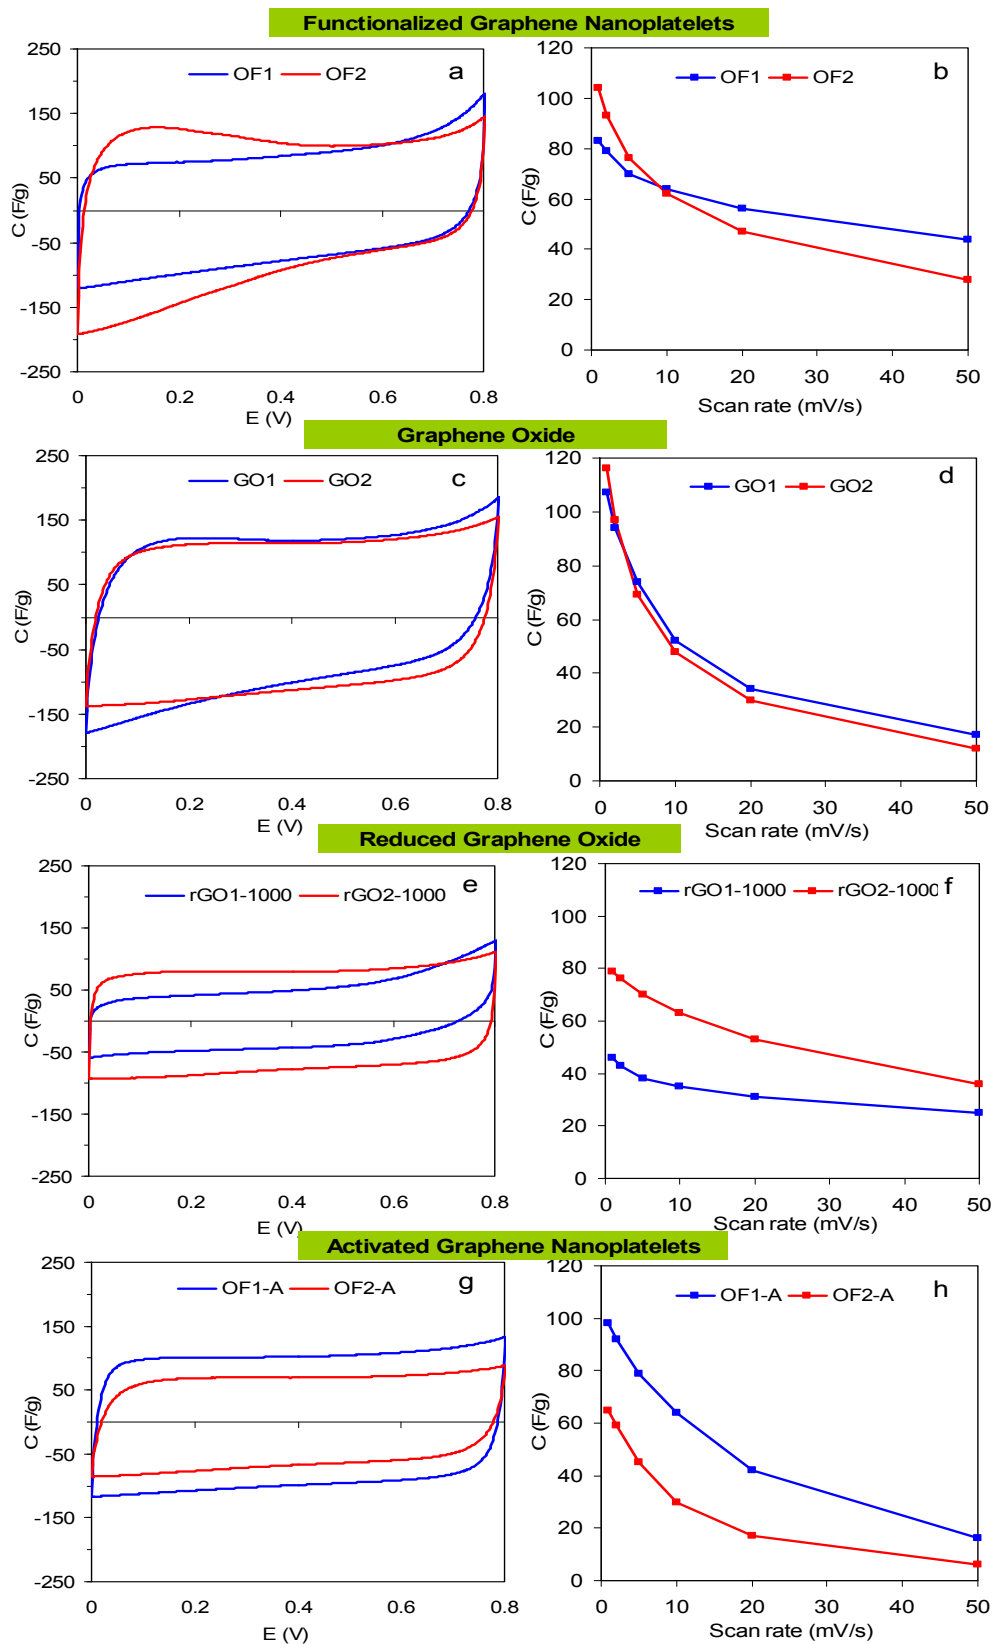 Functionalized Graphene Nanoplatelets
250
150
50
-50
-150
-250
C (F/g)
OF1 OF2
a
0 0.2 0.4 0.6 0.8
E (V)
120
100
80
60
40
20
0
C (F/g)
OF1 OF2
b
0 10 20 30 40 50
Scan rate (mV/s)
Graphene Oxide
250
150
50
-50
-150
-250
C (F/g)
GO1 GO2
c
0 0.2 0.4 0.6 0.8
E (V)
120
100
80
60
40
20
0
C (F/g)
GO1 GO2
d
0 10 20 30 40 50
Scan rate (mV/s)
Reduced Graphene Oxide
250
150
50
-50
-150
-250
C (F/g)
rGO1-1000 rGO2-1000
e
0 0.2 0.4 0.6 0.8
E (V)
120
100
80
60
40
20
0
C (F/g)
rGO1-1000 rGO2-1000
f
0 10 20 30 40 50
Scan rate (mV/s)
Activated Graphene Nanoplatelets
250
150
50
-50
-150
-250
C (F/g)
OF1-A OF2-A
g
0 0.2 0.4 0.6 0.8
E (V)
120
100
80
60
40
20
0
C (F/g)
OF1-A OF2-A
h
0 10 20 30 40 50
Scan rate (mV/s)